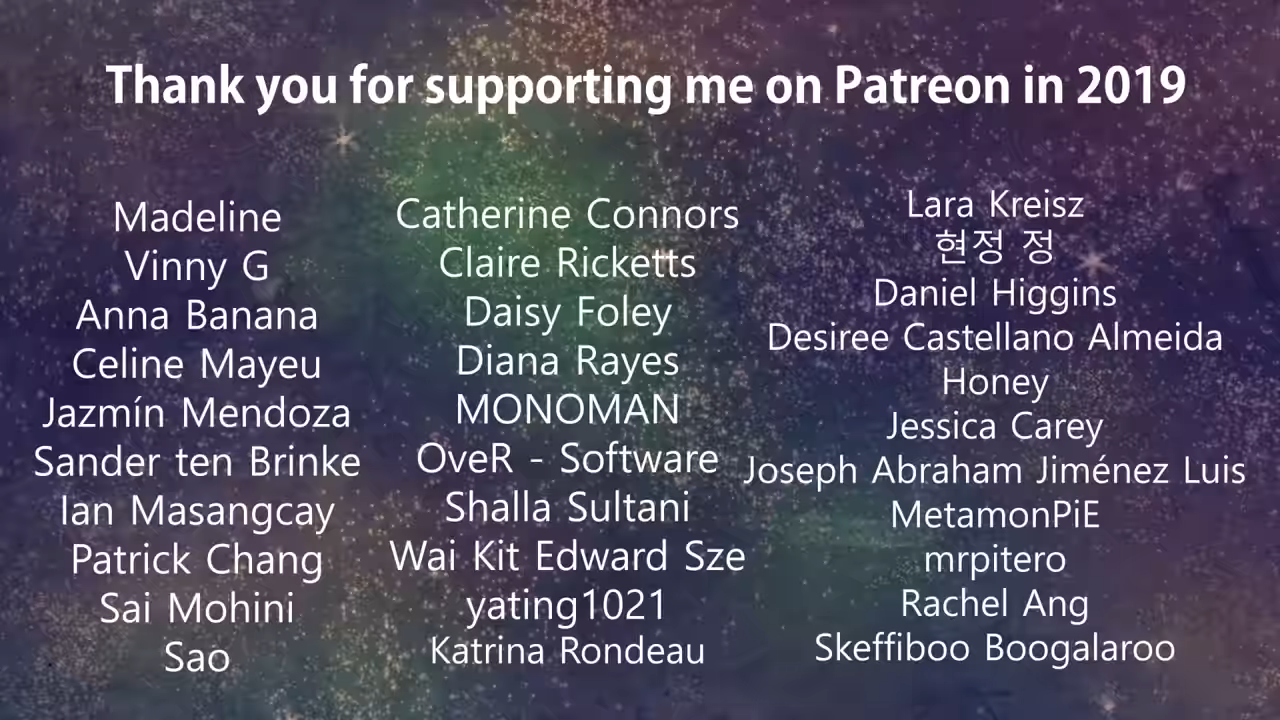 Thank you for supporting me on Patreon in 2019
Madeline
Vinny G
Anna Banana
Celine Mayeu
Jazmín Mendoza
Sander ten Brinke
Ian Masangcay
Patrick Chang
Sai Mohini
Sao
Catherine Connors
Claire Ricketts
Daisy Foley
Diana Rayes
MONOMAN
OveR - Software
Shalla Sultani
Wai Kit Edward Sze
yating1021
Katrina Rondeau
Lara Kreisz
현정 정
Daniel Higgins
Desiree Castellano Almeida
Honey
Jessica Carey
Joseph Abraham Jiménez Luis
MetamonPiE
mrpitero
Rachel Ang
Skeffiboo Boogalaroo